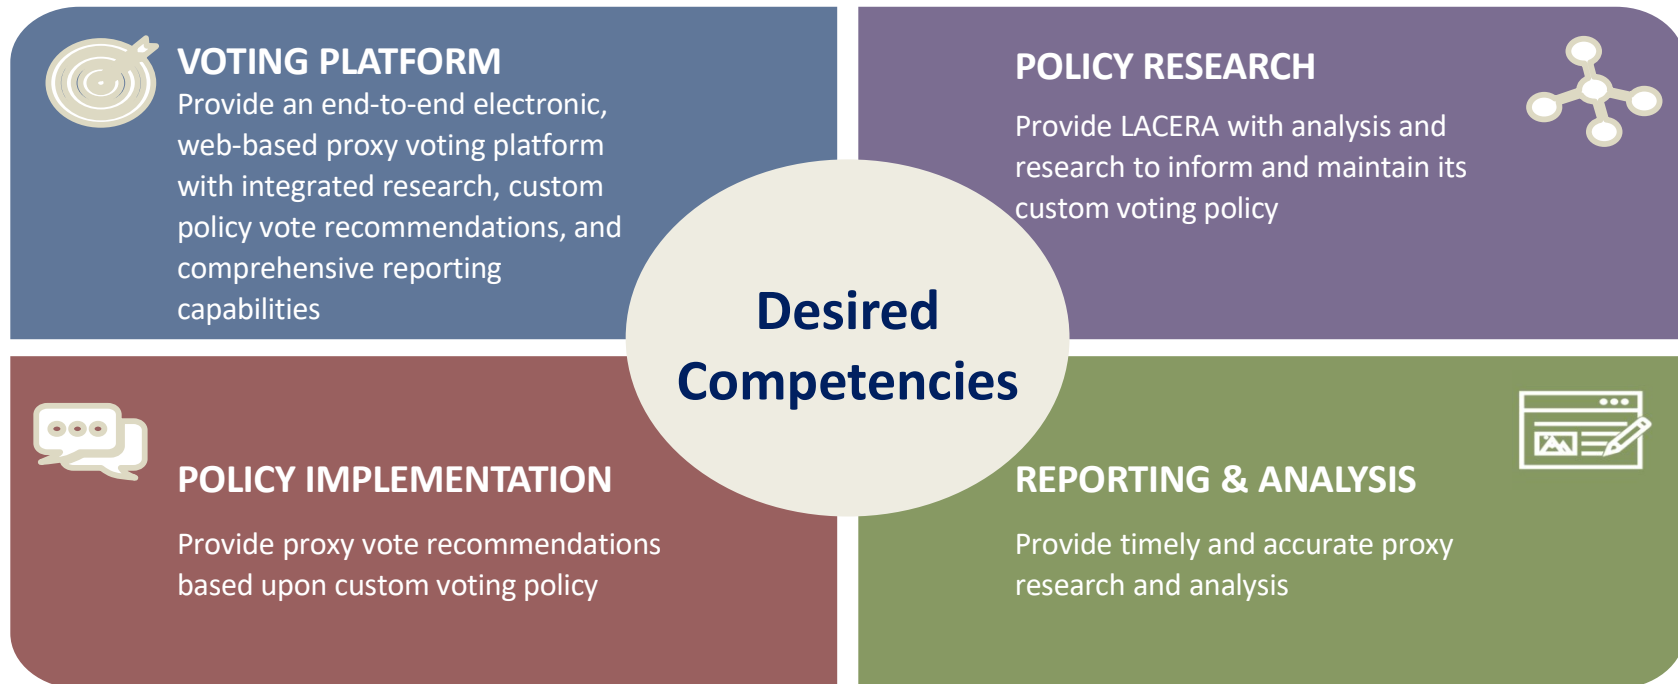 VOTING PLATFORM
Provide an end-to-end electronic,
web-based proxy voting platform
with integrated research, custom
policy vote recommendations, and
comprehensive reporting
capabilities
POLICY RESEARCH
Provide LACERA with analysis and
research to inform and maintain its
custom voting policy
Desired
Competencies
POLICY IMPLEMENTATION
Provide proxy vote recommendations
based upon custom voting policy
REPORTING & ANALYSIS
Provide timely and accurate proxy
research and analysis